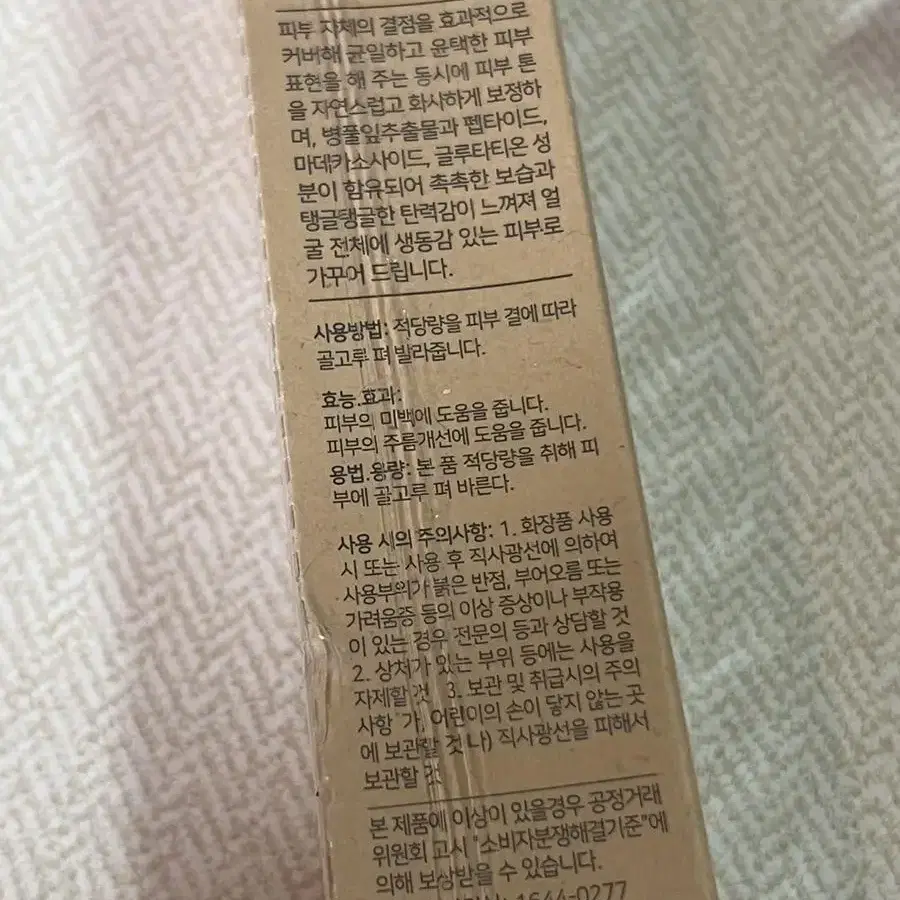 피부 자체의 결점을 효과적으로
커버해 균일하고 윤택한 피부
표현을 해 주는 동시에 피부 톤
을 자연스럽고 화사하게 보정하
며, 병풀잎추출물과 펩타이드,
마데카소사이드, 글루타티온 성
분이 함유되어 촉촉한 보습과
탱글탱글한 탄력감이 느껴져 얼
굴 전체에 생동감 있는 피부로
가꾸어 드립니다.
사용방법: 적당량을 피부 결에 따라
골고루 펴 발라줍니다.
효능.효과:
피부의 미백에 도움을 줍니다.
피부의 주름개선에 도움을 줍니다.
용법.용량: 본 품 적당량을 취해 피
부에 골고루 펴 바른다.
사용 시의 주의사항: 1. 화장품 사용
시 또는 사용 후 직사광선에 의하여
사용부위가 붉은 반점, 부어오름 또는
가려움증 등의 이상 증상이나 부작용
이 있는 경우 전문의 등과 상담할 것
2. 상처가 있는 부위 등에는 사용을
자제할 것 3. 보관 및 취급시의 주의
사항 가, 어린이의 손이 닿지 않는 곳
에 보관할 것 나) 직사광선을 피해서
보관할 것
본 제품에 이상이 있을경우 공정거래
위원회 고시 "소비자분쟁해결기준"에
의해 보상받을 수 있습니다.
1644-0277